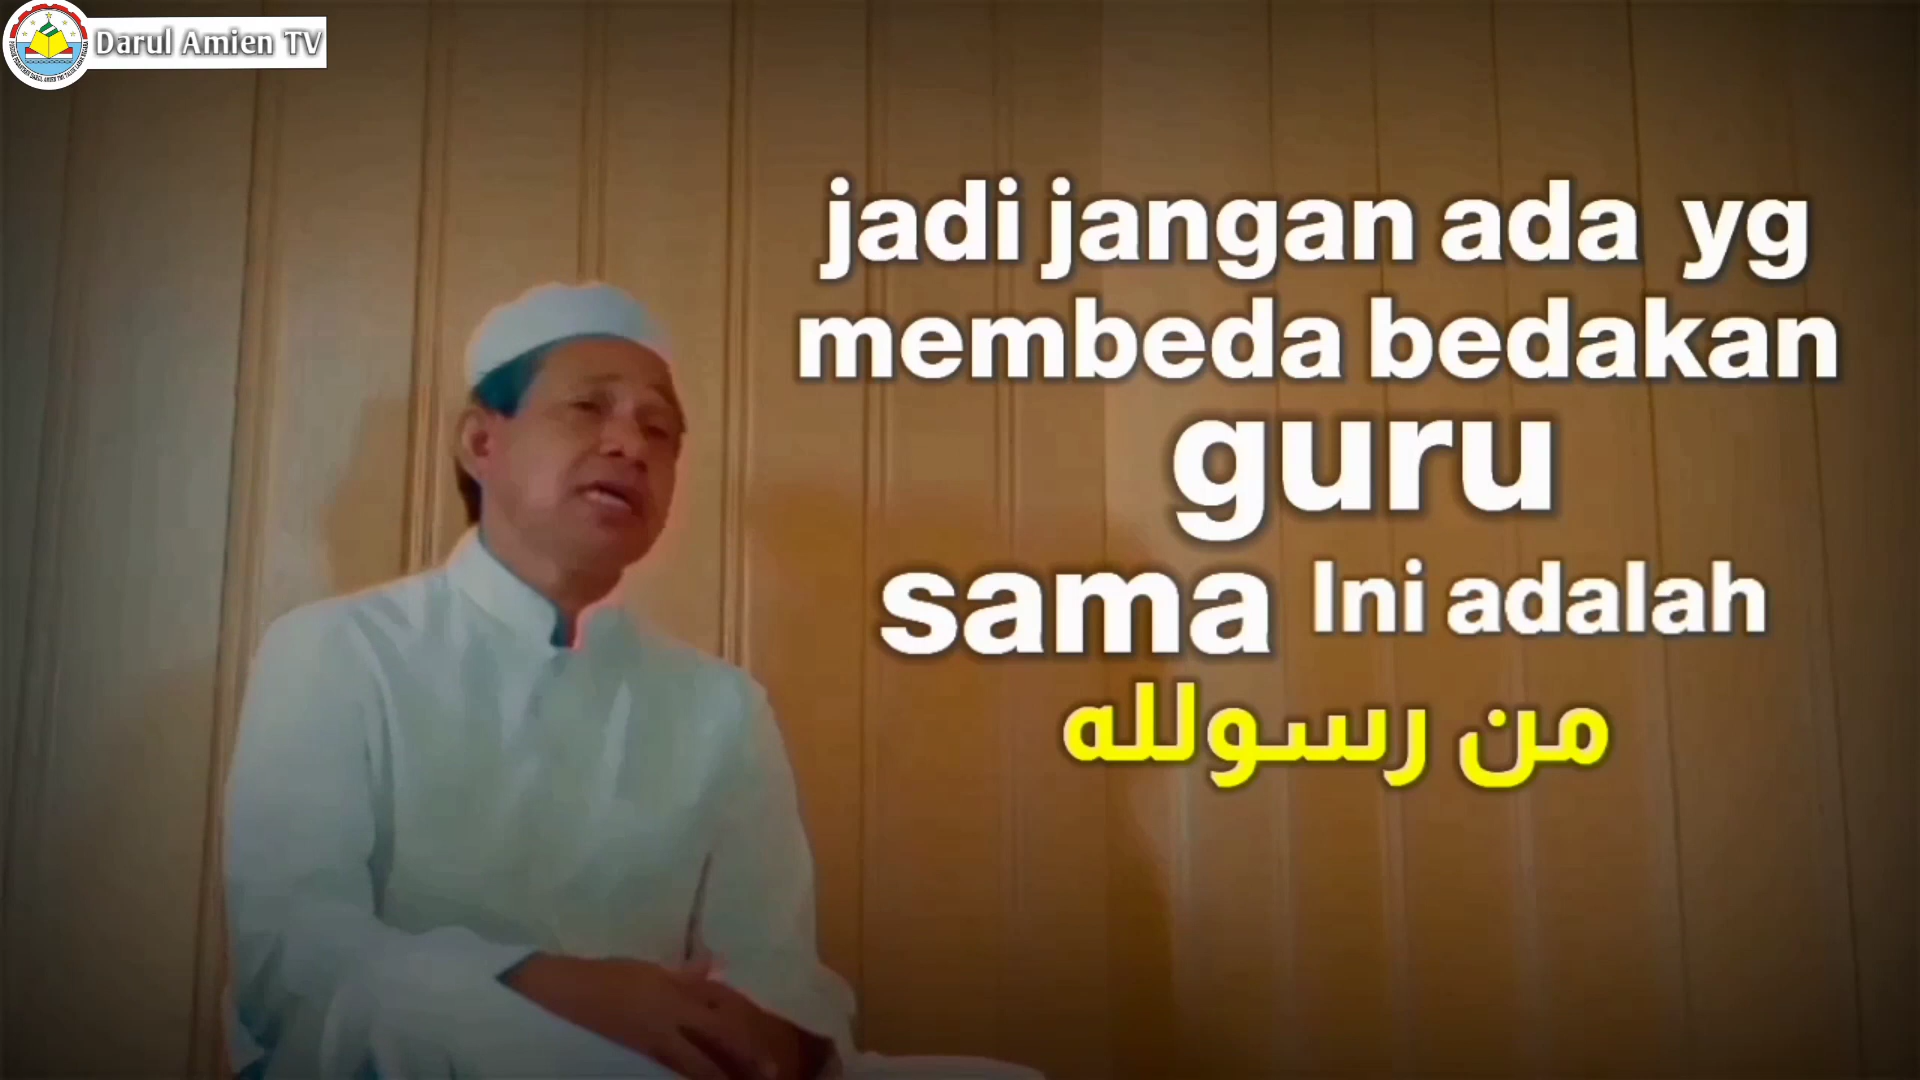 Darul Amien TV
jadi jangan ada yg
membeda bedakan
guru
sama Ini adalah
من رسولله